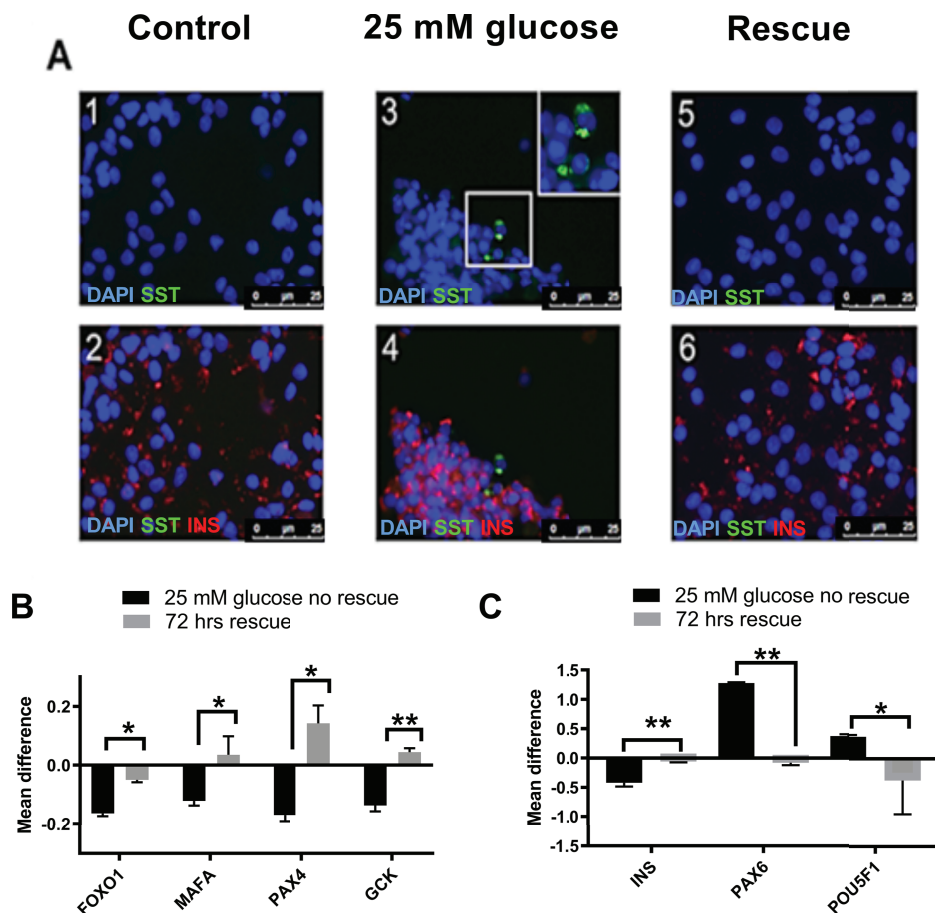 Control 25 mM glucose Rescue
A
1 3 5
DAPI SST DAPI SST DAPI SST
0 µm 25 0 µm 25 0 µm 25
2 4 6
DAPI SST INS DAPI SST INS DAPI SST INS
0 µm 25 0 µm 25 0 µm 25
B
25 mM glucose no rescue
72 hrs rescue
Mean difference
0.2
0.0
-0.2
* * * **
FOXO1 MAFA PAX4 GCK
C
25 mM glucose no rescue
72 hrs rescue
Mean difference
1.5
1.0
0.5
0.0
-0.5
-1.0
-1.5
** ** *
INS PAX6 POU5F1